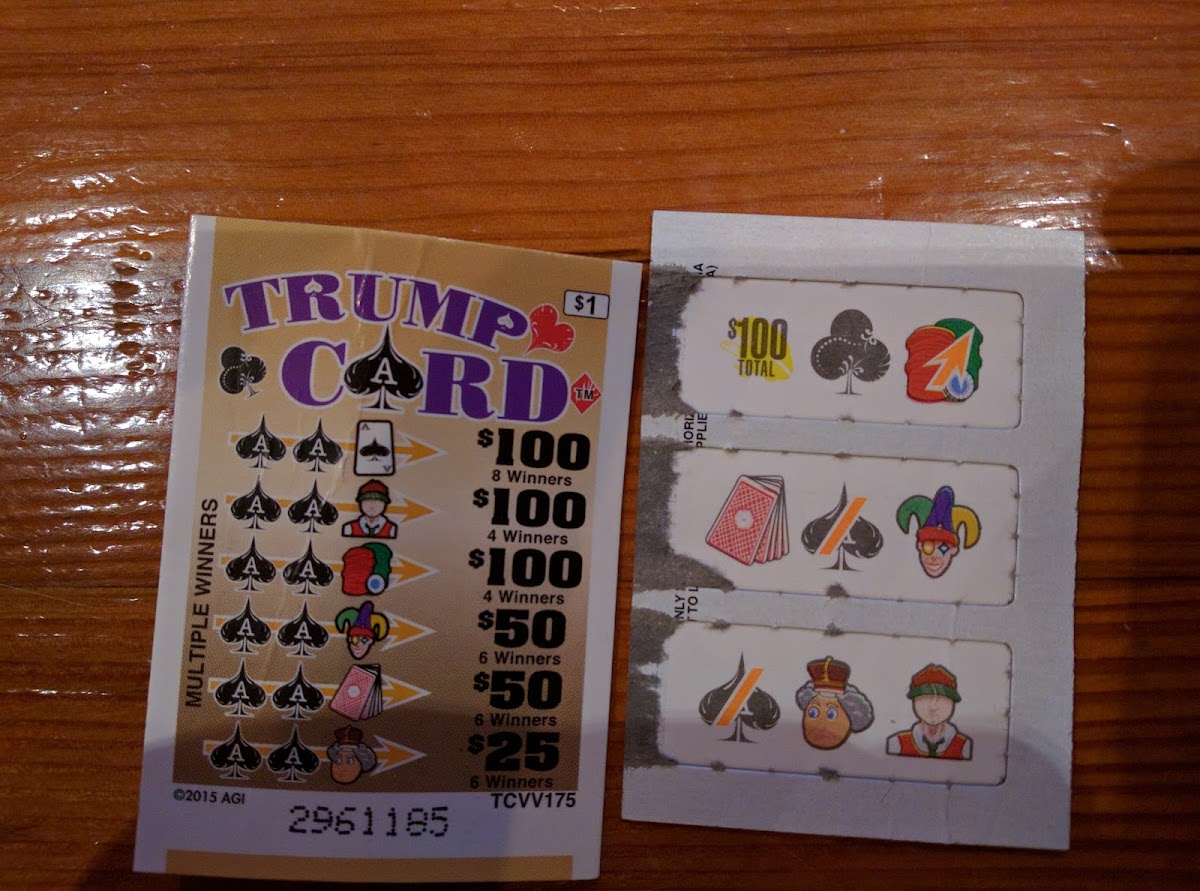 TRUMP
$1
CARD
TM
$100
8 Winners
$100
4 Winners
$100
4 Winners
$50
6 Winners
$50
6 Winners
$25
6 Winners
MULTIPLE WINNERS
©2015 AGI
TCVV175
2961185
$100
TOTAL